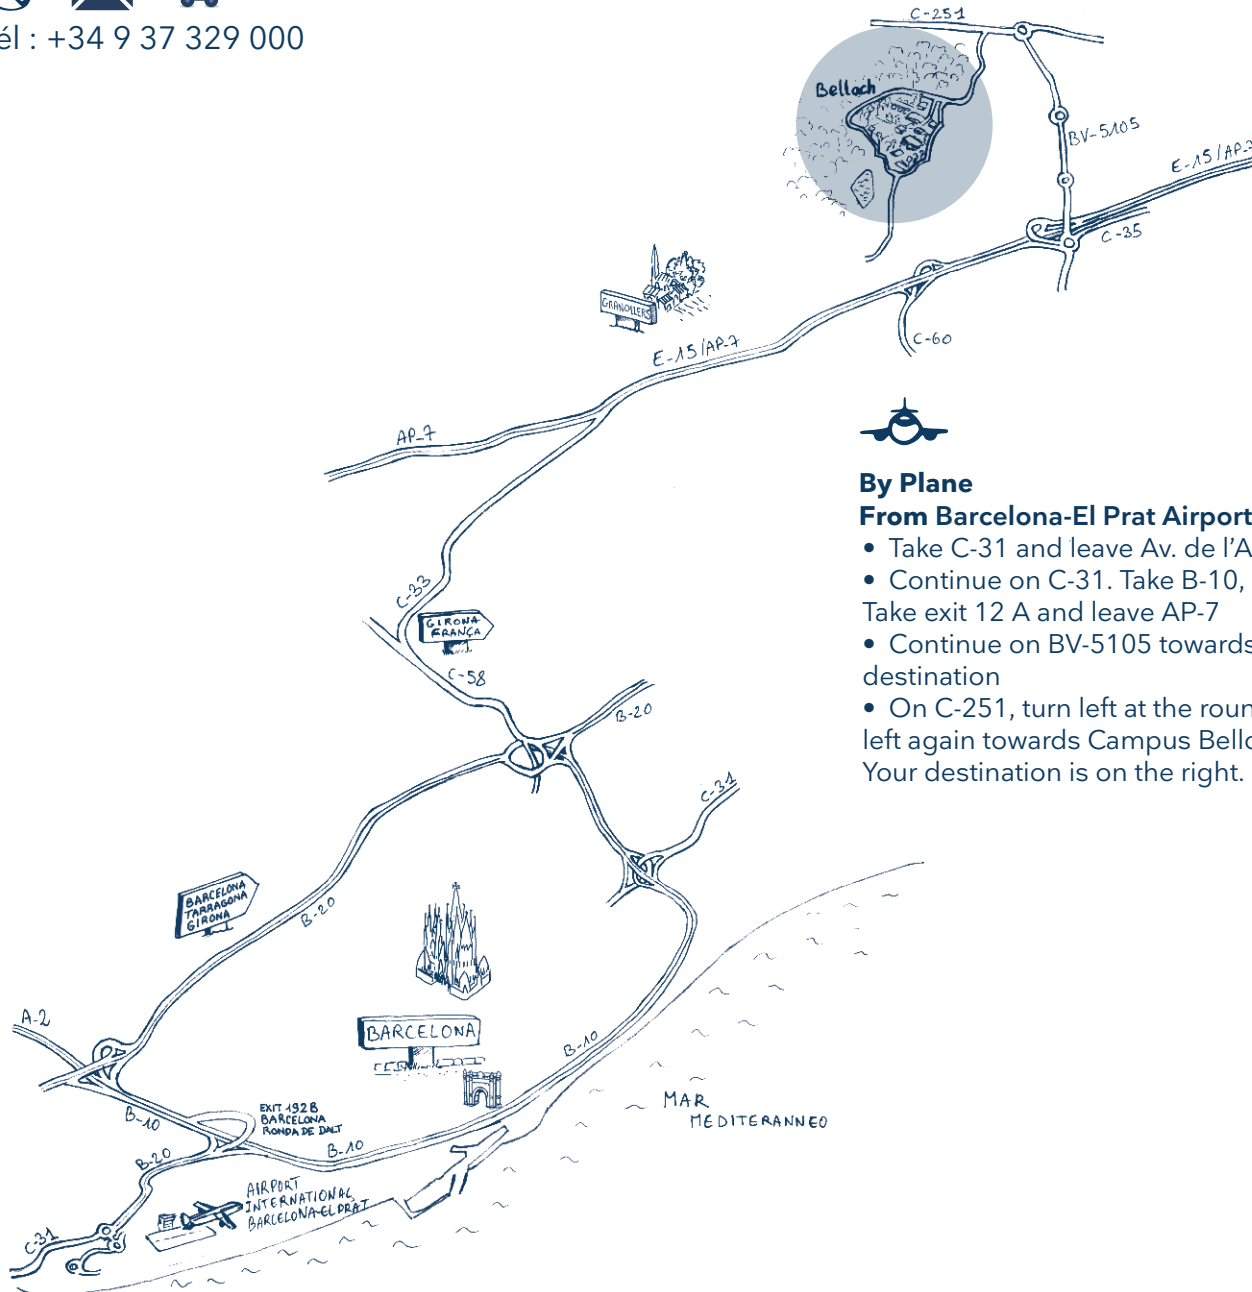 él : +34 9 37 329 000
C-251
Belloch
BV-5105
E-15/AP-7
C-35
GRANOLLERS
C-60
E-15/AP-7
AP-7
By Plane
From Barcelona-El Prat Airport
• Take C-31 and leave Av. de l’A
• Continue on C-31. Take B-10,
Take exit 12 A and leave AP-7
• Continue on BV-5105 towards
destination
• On C-251, turn left at the roun
left again towards Campus Bello
Your destination is on the right.
C-33
GIRONA
FRANÇA
C-58
B-20
C-31
BARCELONA
TARRAGONA
GIRONA
B-20
A-2
BARCELONA
B-10
MAR
MEDITERANNEO
B-10
EXIT 192B
BARCELONA
RONDA DE DALT
B-10
B-20
AIRPORT
INTERNATIONAL
BARCELONA-EL PRAT
C-31